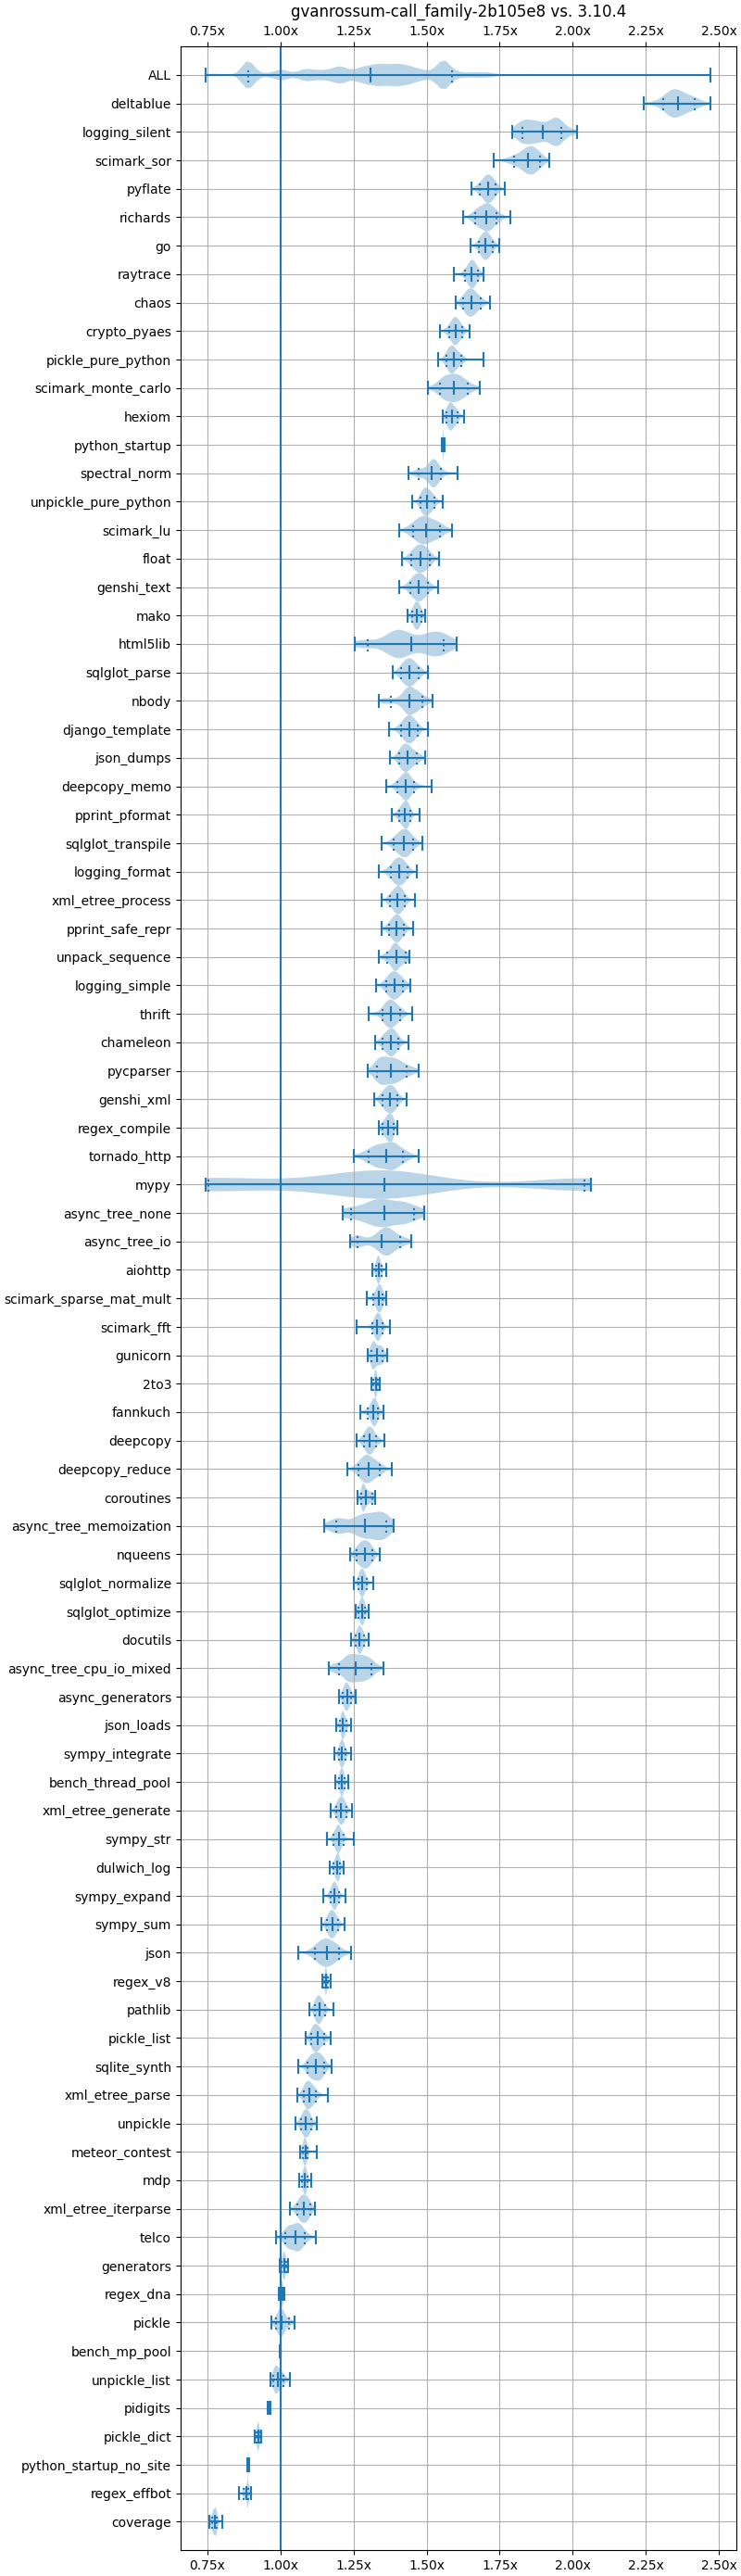 gvanrossum-call_family-2b105e8 vs. 3.10.4
0.75x 1.00x 1.25x 1.50x 1.75x 2.00x 2.25x 2.50x
ALL
deltablue
logging_silent
scimark_sor
pyflate
richards
go
raytrace
chaos
crypto_pyaes
pickle_pure_python
scimark_monte_carlo
hexiom
python_startup
spectral_norm
unpickle_pure_python
scimark_lu
float
genshi_text
mako
html5lib
sqlglot_parse
nbody
django_template
json_dumps
deepcopy_memo
pprint_pformat
sqlglot_transpile
logging_format
xml_etree_process
pprint_safe_repr
unpack_sequence
logging_simple
thrift
chameleon
pycparser
genshi_xml
regex_compile
tornado_http
mypy
async_tree_none
async_tree_io
aiohttp
scimark_sparse_mat_mult
scimark_fft
gunicorn
2to3
fannkuch
deepcopy
deepcopy_reduce
coroutines
async_tree_memoization
nqueens
sqlglot_normalize
sqlglot_optimize
docutils
async_tree_cpu_io_mixed
async_generators
json_loads
sympy_integrate
bench_thread_pool
xml_etree_generate
sympy_str
dulwich_log
sympy_expand
sympy_sum
json
regex_v8
pathlib
pickle_list
sqlite_synth
xml_etree_parse
unpickle
meteor_contest
mdp
xml_etree_iterparse
telco
generators
regex_dna
pickle
bench_mp_pool
unpickle_list
pidigits
pickle_dict
python_startup_no_site
regex_effbot
coverage
0.75x 1.00x 1.25x 1.50x 1.75x 2.00x 2.25x 2.50x